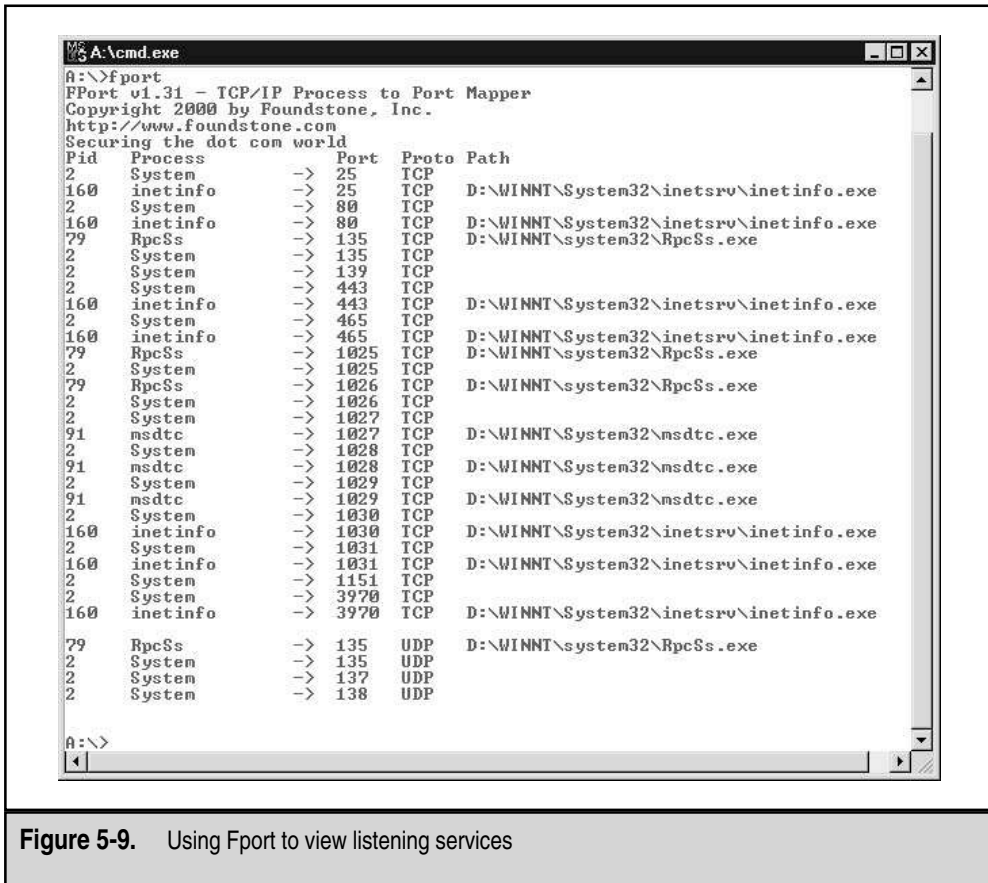 A:\cmd.exe
A:\>fport
FPort v1.31 - TCP/IP Process to Port Mapper
Copyright 2000 by Foundstone, Inc.
http://www.foundstone.com
Securing the dot com world
Pid Process Port Proto Path
2 System -> 25 TCP
160 inetinfo -> 25 TCP D:\WINNT\System32\inetsrv\inetinfo.exe
2 System -> 80 TCP
160 inetinfo -> 80 TCP D:\WINNT\System32\inetsrv\inetinfo.exe
79 RpcSs -> 135 TCP D:\WINNT\system32\RpcSs.exe
2 System -> 135 TCP
2 System -> 139 TCP
2 System -> 443 TCP
160 inetinfo -> 443 TCP D:\WINNT\System32\inetsrv\inetinfo.exe
2 System -> 465 TCP
160 inetinfo -> 465 TCP D:\WINNT\System32\inetsrv\inetinfo.exe
79 RpcSs -> 1025 TCP D:\WINNT\system32\RpcSs.exe
2 System -> 1025 TCP
79 RpcSs -> 1026 TCP D:\WINNT\system32\RpcSs.exe
2 System -> 1026 TCP
2 System -> 1027 TCP
91 msdtc -> 1027 TCP D:\WINNT\System32\msdtc.exe
2 System -> 1028 TCP
91 msdtc -> 1028 TCP D:\WINNT\System32\msdtc.exe
2 System -> 1029 TCP
91 msdtc -> 1029 TCP D:\WINNT\System32\msdtc.exe
2 System -> 1030 TCP
160 inetinfo -> 1030 TCP D:\WINNT\System32\inetsrv\inetinfo.exe
2 System -> 1031 TCP
160 inetinfo -> 1031 TCP D:\WINNT\System32\inetsrv\inetinfo.exe
2 System -> 1151 TCP
2 System -> 3970 TCP
160 inetinfo -> 3970 TCP D:\WINNT\System32\inetsrv\inetinfo.exe
79 RpcSs -> 135 UDP D:\WINNT\system32\RpcSs.exe
2 System -> 135 UDP
2 System -> 137 UDP
2 System -> 138 UDP
A:\>
Figure 5-9. Using Fport to view listening services